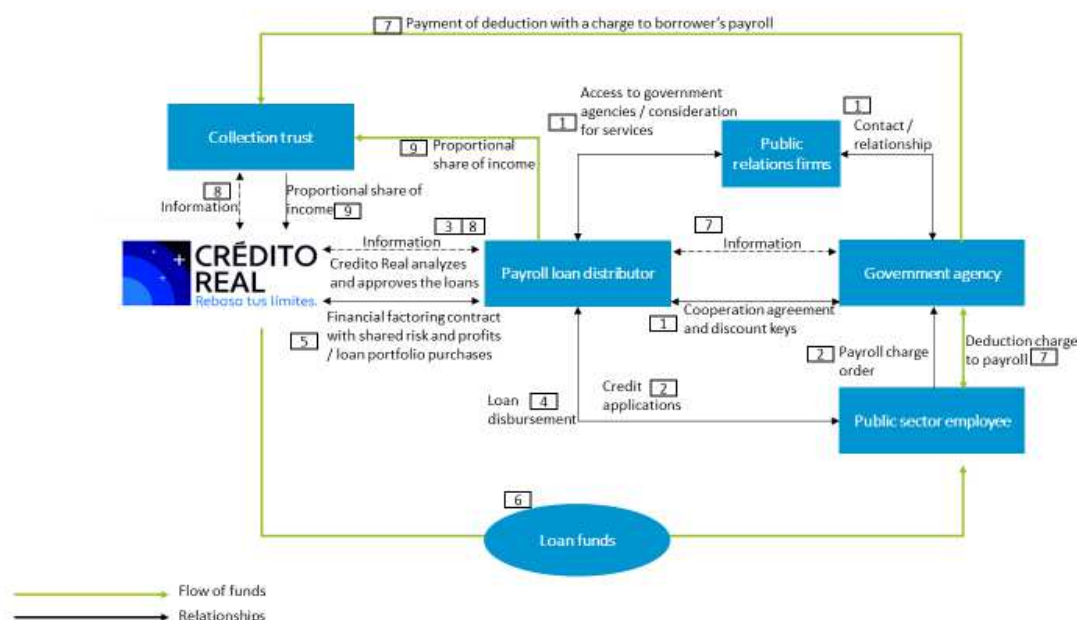 7 Payment of deduction with a charge to borrower's payroll
Collection trust
9 Proportional
share of income
Access to government
agencies / consideration
1 for services
Public
relations firms
1
Contact /
relationship
8
Information
Proportional share of
income 9
CRÉDITO
REAL
Rebasa tus límites.
3 8
Information
Credito Real analyzes
and approves the loans
Financial factoring contract
5 with shared risk and profits
/ loan portfolio purchases
Payroll loan distributor
7
Information
Government agency
Cooperation agreement
1 and discount keys
2 Payroll charge
order
Deduction charge
to payroll 7
Loan 4
disbursement
Credit 2
applications
Public sector employee
6
Loan funds
Flow of funds
Relationships